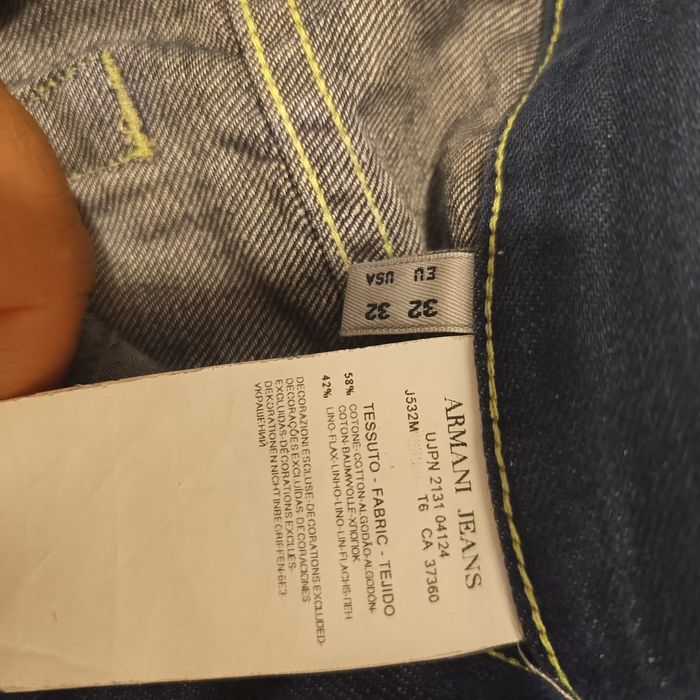 EU 32
USA 32
ARMANI JEANS
UJPN 2131 04124
T6 CA 37360
J532M
TESSUTO - FABRIC - TEJIDO
58% COTONE-COTTON-ALGODÃO-ALGODÓN-
COTON-BAUMWOLLE-ХЛОПОК
42% LINO-FLAX-LINHO-LINO-LIN-FLACHS-ЛЕН
DECORAZIONI ESCLUSE-DECORATIONS EXCLUDED-
DECORAÇÕES EXCLUÍDAS-DECORACIONES
EXCLUIDAS-DÉCORATIONS EXCLUES-
DEKORATIONEN NICHT INBEGRIFFEN-БЕЗ
УКРАШЕНИЙ